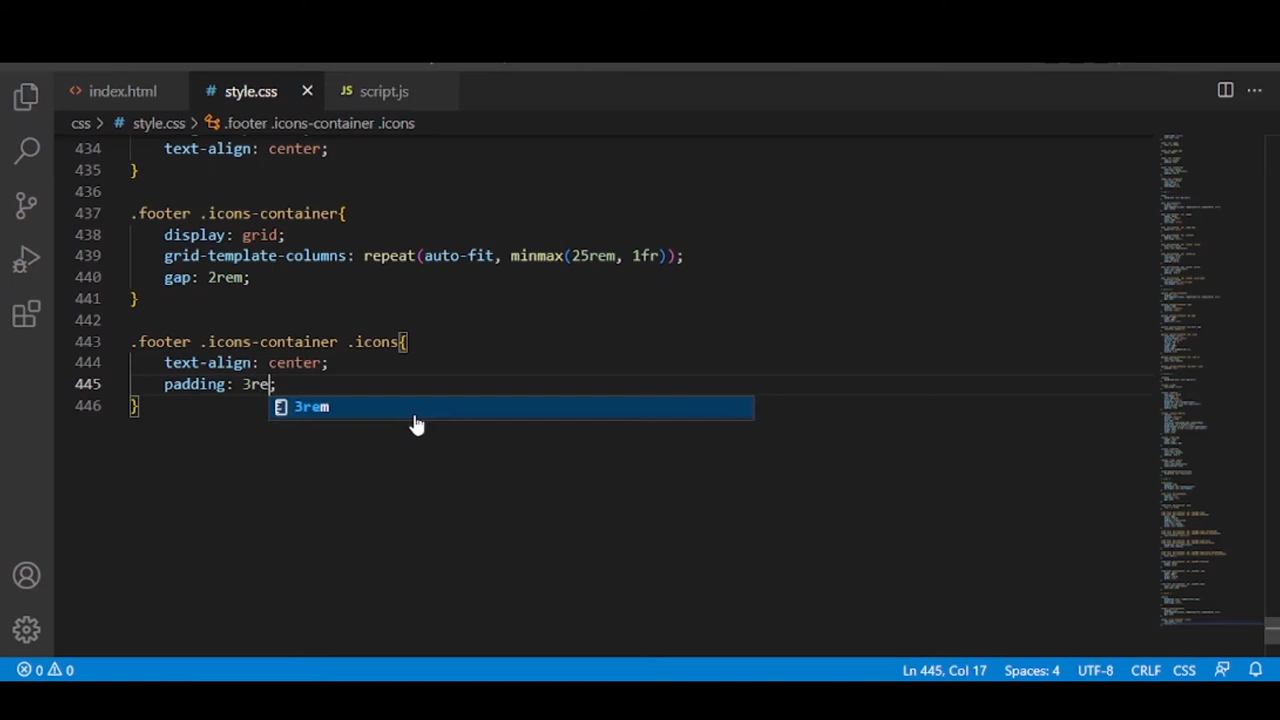 index.html style.css script.js
css > style.css > .footer .icons-container .icons
434 text-align: center;
435 }
436
437 .footer .icons-container{
438 display: grid;
439 grid-template-columns: repeat(auto-fit, minmax(25rem, 1fr));
440 gap: 2rem;
441 }
442
443 .footer .icons-container .icons{
444 text-align: center;
445 padding: 3re;
3rem
446 }
0 0 Ln 445, Col 17 Spaces: 4 UTF-8 CRLF CSS